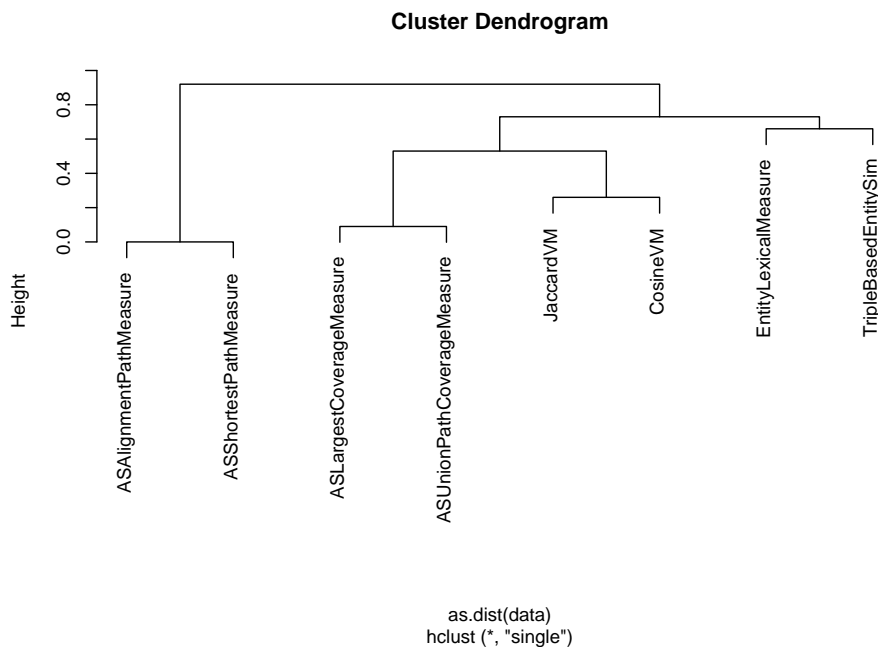 Cluster Dendrogram
Height
0.0
0.4
0.8
ASAlignmentPathMeasure
ASShortestPathMeasure
ASLargestCoverageMeasure
ASUnionPathCoverageMeasure
JaccardVM
CosineVM
EntityLexicalMeasure
TripleBasedEntitySim
as.dist(data)
hclust (*, "single")